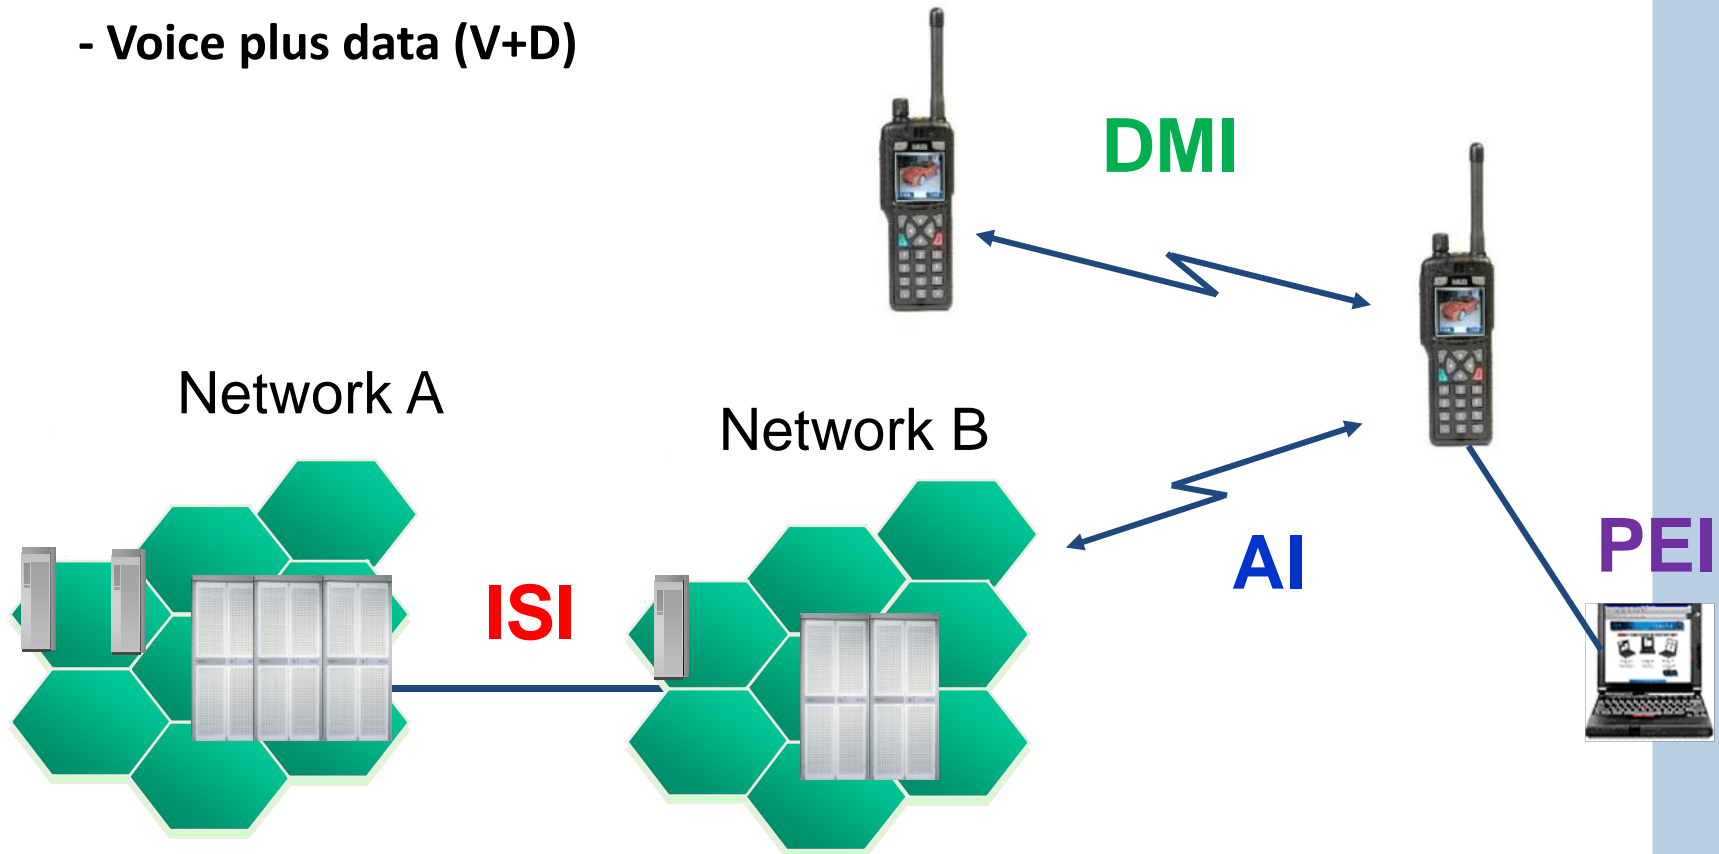 - Voice plus data (V+D)
DMI
Network A
Network B
ISI
AI
PEI